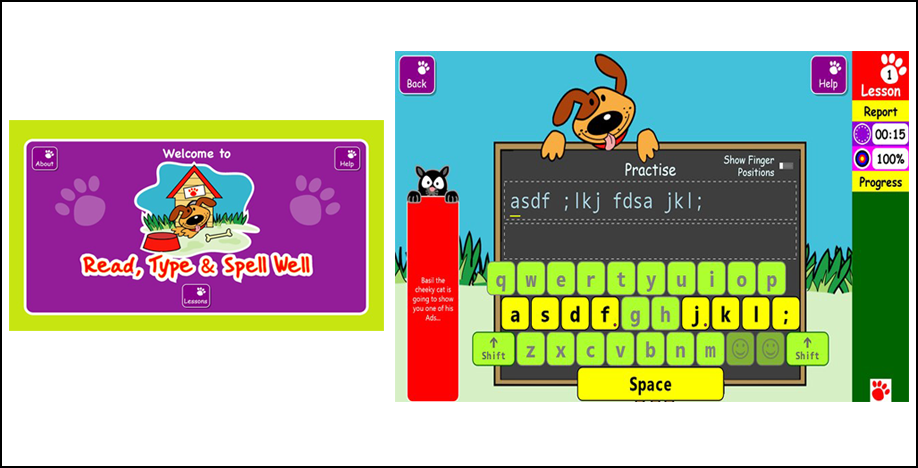 About
Welcome to
Help
Read, Type & Spell Well
Lessons
Back
Help
1
Lesson
Report
00:15
100%
Progress
Practise
Show Finger
Positions
asdf ;lkj fdsa jkl;
Basil the
cheeky cat is
going to show
you one of his
Ads...
q w e r t y u i o p
a s d f g h j k l ;
Shift z x c v b n m Shift
Space